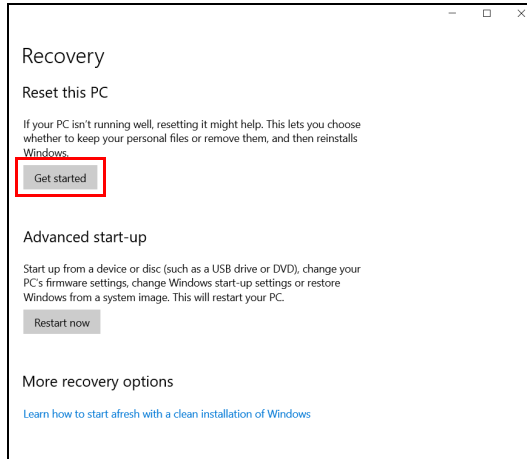 Recovery
Reset this PC
If your PC isn't running well, resetting it might help. This lets you choose
whether to keep your personal files or remove them, and then reinstalls
Windows.
Get started
Advanced start-up
Start up from a device or disc (such as a USB drive or DVD), change your
PC's firmware settings, change Windows start-up settings or restore
Windows from a system image. This will restart your PC.
Restart now
More recovery options
Learn how to start afresh with a clean installation of Windows